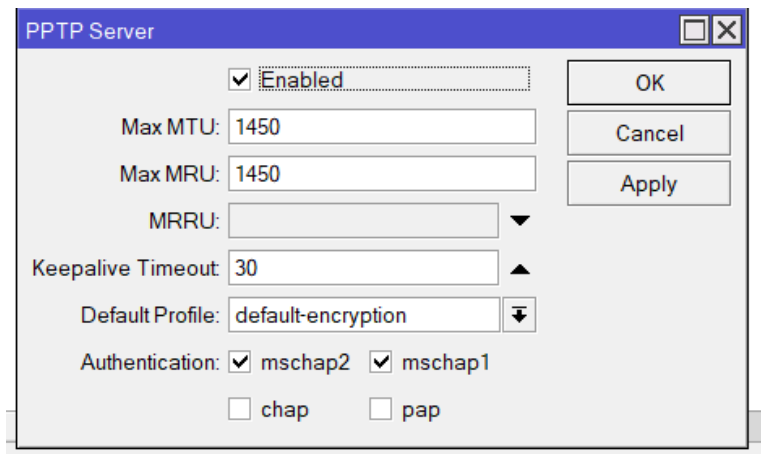 PPTP Server
Enabled
OK
Max MTU: 1450
Cancel
Max MRU: 1450
Apply
MRRU:
Keepalive Timeout: 30
Default Profile: default-encryption
Authentication: mschap2 mschap1
chap pap